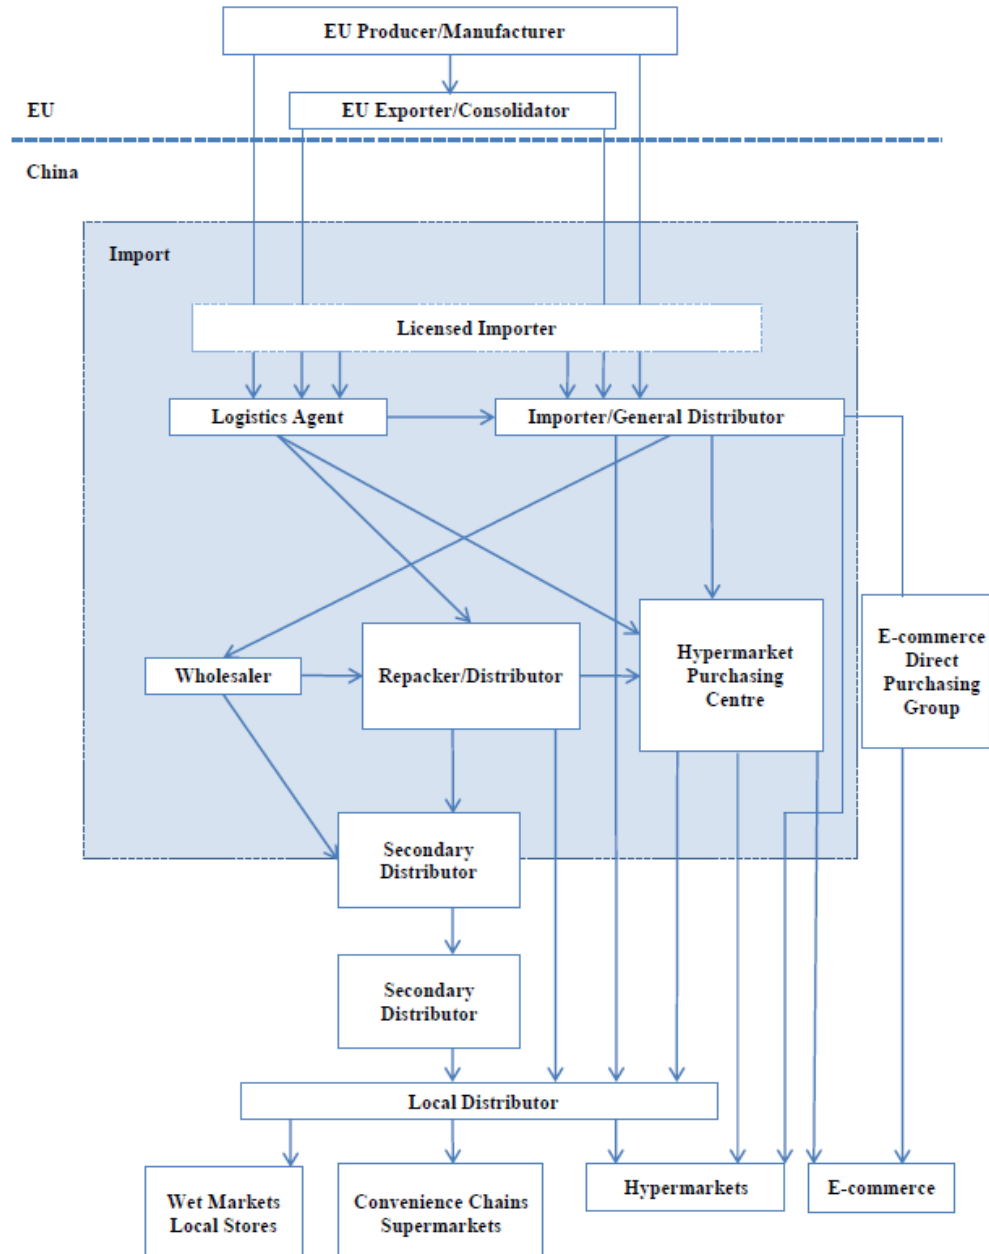 EU Producer/Manufacturer
EU Exporter/Consolidator
EU
China
Import
Licensed Importer
Logistics Agent
Importer/General Distributor
Wholesaler
Repacker/Distributor
Hypermarket
Purchasing
Centre
E-commerce
Direct
Purchasing
Group
Secondary
Distributor
Secondary
Distributor
Local Distributor
Wet Markets
Local Stores
Convenience Chains
Supermarkets
Hypermarkets
E-commerce